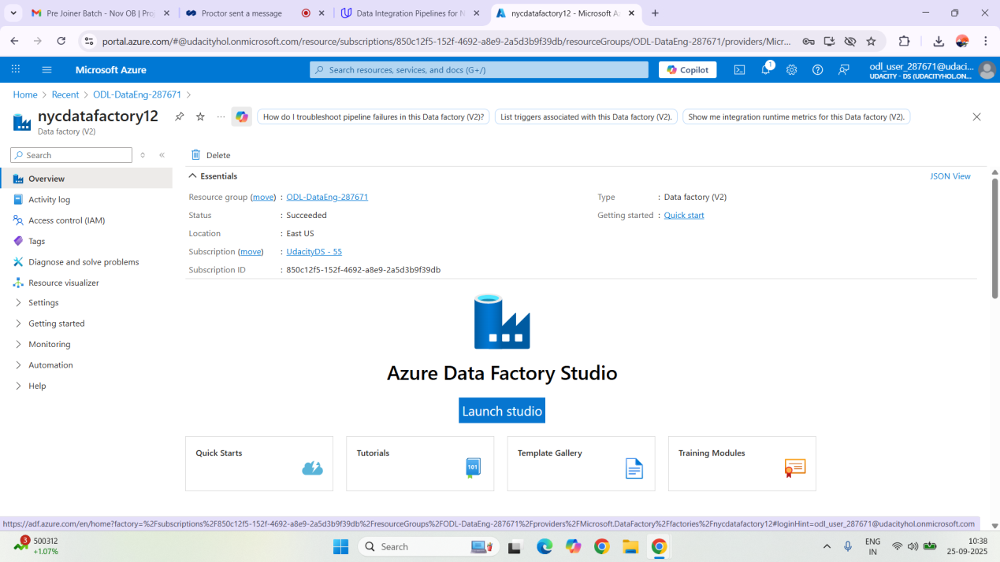 Pre Joiner Batch - Nov OB | Pro
Proctor sent a message
Data Integration Pipelines for N
nycdatafactory12 - Microsoft Az
portal.azure.com/#@udacityhol.onmicrosoft.com/resource/subscriptions/850c12f5-152f-4692-a8e9-2a5d3b9f39db/resourceGroups/ODL-DataEng-287671/providers/Micr...
Microsoft Azure
Search resources, services, and docs (G+/)
Copilot
1
odl_user_287671@udaci...
UDACITY - DS (UDACITYHOL.ON...
Home > Recent > ODL-DataEng-287671 >
nycdatafactory12
Data factory (V2)
How do I troubleshoot pipeline failures in this Data factory (V2)?
List triggers associated with this Data factory (V2).
Show me integration runtime metrics for this Data factory (V2).
Search
Delete
Overview
Activity log
Access control (IAM)
Tags
Diagnose and solve problems
Resource visualizer
Settings
Getting started
Monitoring
Automation
Help
Essentials
JSON View
Resource group (move) : ODL-DataEng-287671
Status : Succeeded
Location : East US
Subscription (move) : UdacityDS - 55
Subscription ID : 850c12f5-152f-4692-a8e9-2a5d3b9f39db
Type : Data factory (V2)
Getting started : Quick start
Azure Data Factory Studio
Launch studio
Quick Starts
Tutorials
101
Template Gallery
Training Modules
https://adf.azure.com/en/home?factory=%2Fsubscriptions%2F850c12f5-152f-4692-a8e9-2a5d3b9f39db%2FresourceGroups%2FODL-DataEng-287671%2Fproviders%2FMicrosoft.DataFactory%2Ffactories%2Fnycdatafactory12#loginHint=odl_user_287671@udacityhol.onmicrosoft.com
3
500312
+1.07%
Search
ENG
IN
10:38
25-09-2025